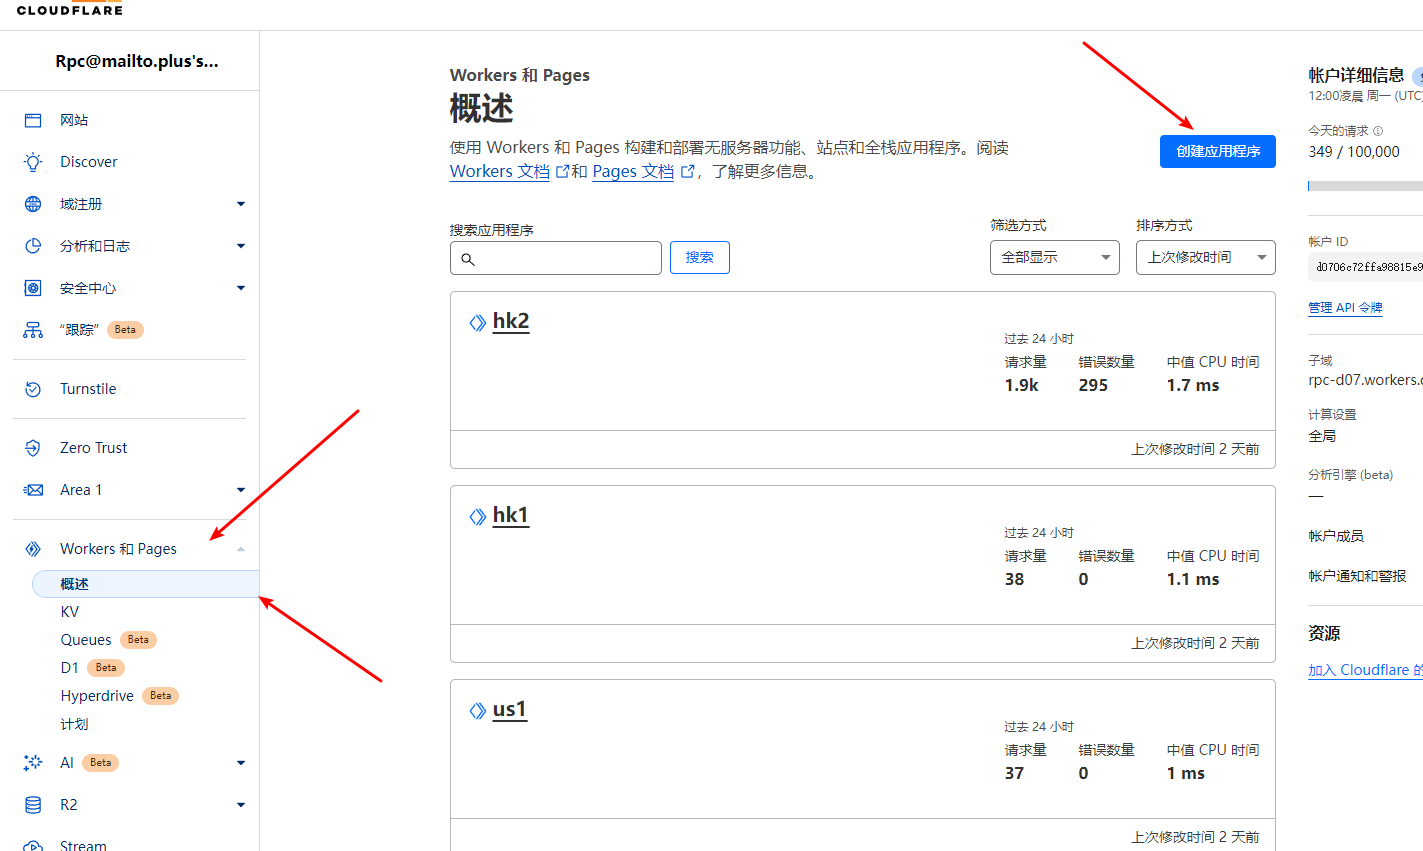 CLOUDFLARE
Rpc@mailto.plus's...
网站
Discover
域注册
分析和日志
安全中心
“跟踪” Beta
Turnstile
Zero Trust
Area 1
Workers 和 Pages
概述
KV
Queues Beta
D1 Beta
Hyperdrive Beta
计划
AI Beta
R2
Stream
Workers 和 Pages
概述
使用 Workers 和 Pages 构建和部署无服务器功能、站点和全栈应用程序。阅读
Workers 文档 和 Pages 文档，了解更多信息。
创建应用程序
搜索应用程序
搜索
筛选方式
全部显示
排序方式
上次修改时间
hk2
过去 24 小时
请求量 错误数量 中值 CPU 时间
1.9k 295 1.7 ms
上次修改时间 2 天前
hk1
过去 24 小时
请求量 错误数量 中值 CPU 时间
38 0 1.1 ms
上次修改时间 2 天前
us1
过去 24 小时
请求量 错误数量 中值 CPU 时间
37 0 1 ms
上次修改时间 2 天前
帐户详细信息
12:00凌晨 周一 (UTC)
今天的请求
349 / 100,000
帐户 ID
d0706c72ffa98815e9
管理 API 令牌
子域
rpc-d07.workers.
计算设置
全局
分析引擎 (beta)
—
帐户成员
帐户通知和警报
资源
加入 Cloudflare 的